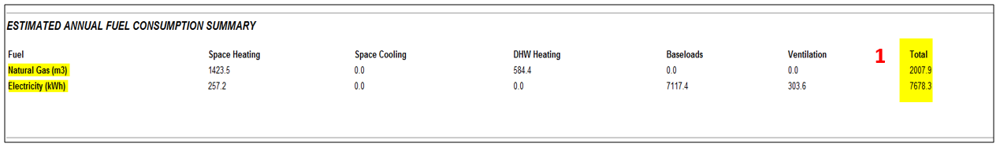 ESTIMATED ANNUAL FUEL CONSUMPTION SUMMARY
Fuel Space Heating Space Cooling DHW Heating Baseloads Ventilation 1 Total
Natural Gas (m3) 1423.5 0.0 584.4 0.0 0.0 2007.9
Electricity (kWh) 257.2 0.0 0.0 7117.4 303.6 7678.3